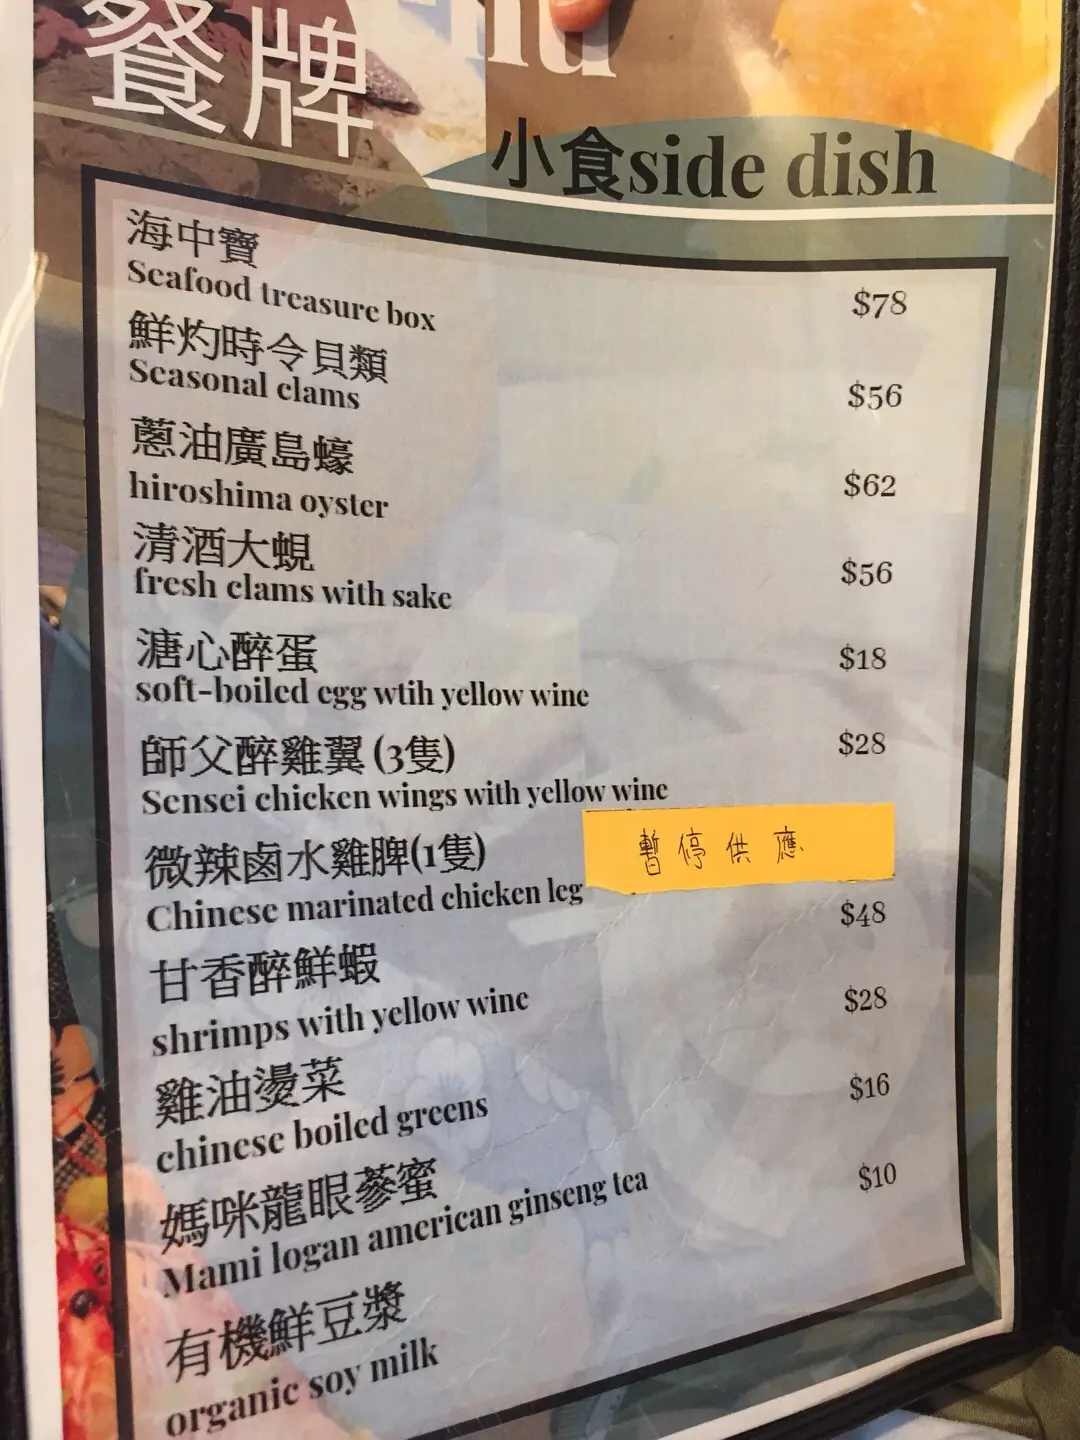 餐牌
小食side dish
海中寶
Seafood treasure box
$78
鮮灼時令貝類
Seasonal clams
$56
蔥油廣島蠔
hiroshima oyster
$62
清酒大蜆
fresh clams with sake
$56
溏心醉蛋
soft-boiled egg wtih yellow wine
$18
師父醉雞翼 (3隻)
Sensei chicken wings with yellow wine
$28
微辣鹵水雞脾(1隻)
Chinese marinated chicken leg
暫停供應
甘香醉鮮蝦
shrimps with yellow wine
$48
雞油燙菜
chinese boiled greens
$28
媽咪龍眼蔘蜜
Mami logan american ginseng tea
$16
有機鮮豆漿
organic soy milk
$10